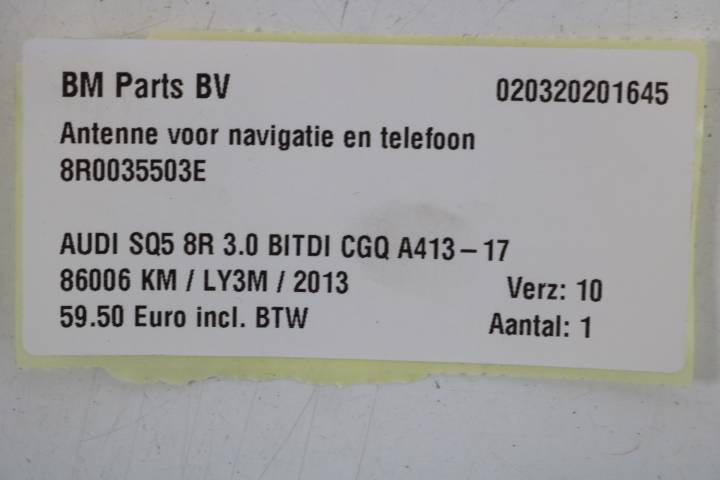 BM Parts BV 020320201645
Antenne voor navigatie en telefoon
8R0035503E
AUDI SQ5 8R 3.0 BITDI CGQ A413-17
86006 KM / LY3M / 2013 Verz: 10
59.50 Euro incl. BTW Aantal: 1